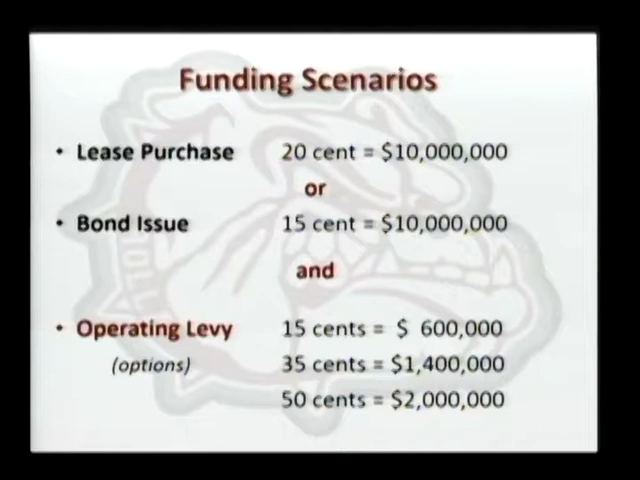 Funding Scenarios
• Lease Purchase 20 cent = $10,000,000
or
• Bond Issue 15 cent = $10,000,000
and
• Operating Levy 15 cents = $ 600,000
(options) 35 cents = $1,400,000
50 cents = $2,000,000